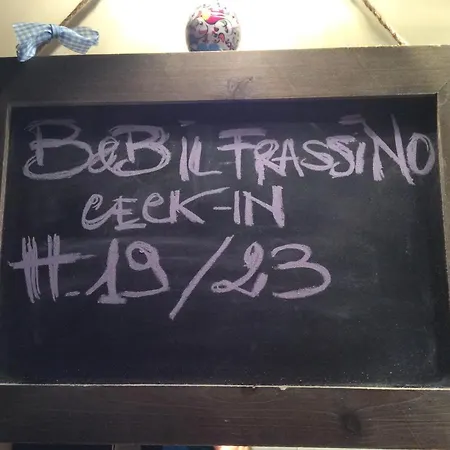 B&B IL FRASSINO
CECK-IN
H.19/23